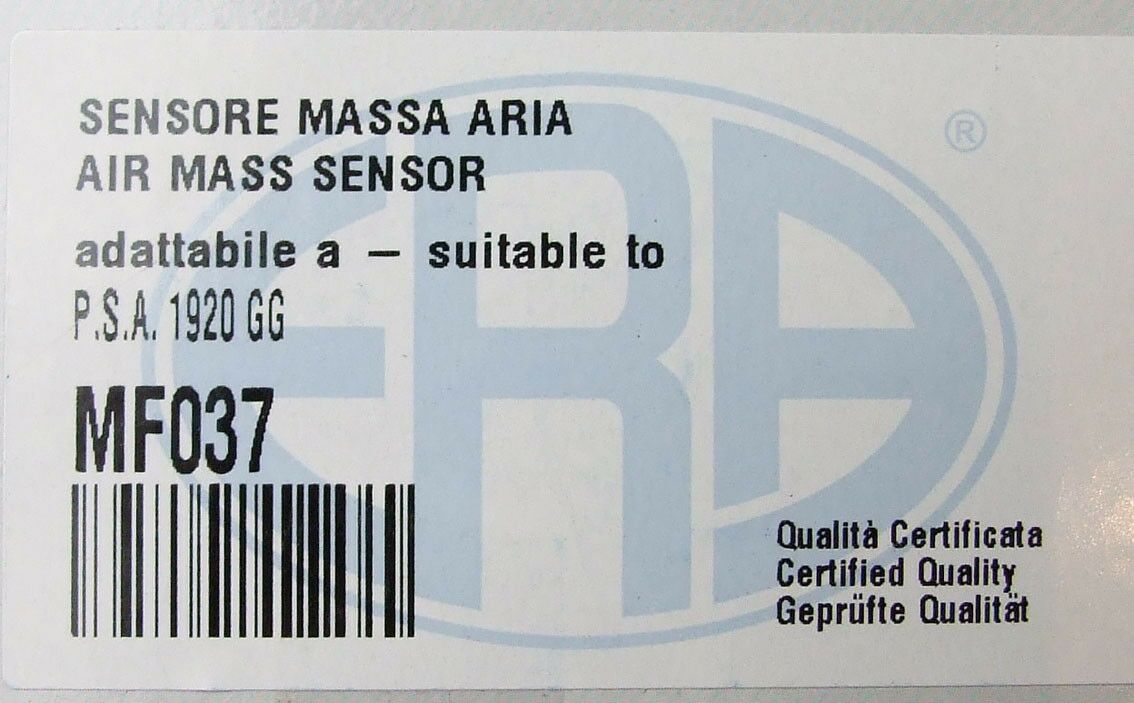 SENSORE MASSA ARIA
AIR MASS SENSOR
adattabile a – suitable to
P.S.A. 1920 GG
MF037
ERA ®
Qualità Certificata
Certified Quality
Geprüfte Qualität